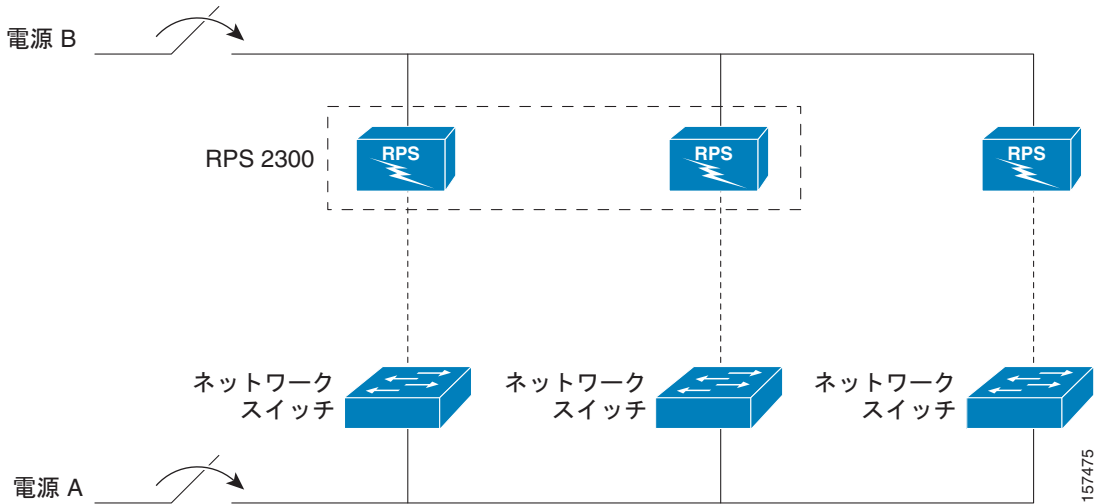 電源 B
RPS 2300
RPS
RPS
RPS
ネットワーク
スイッチ
ネットワーク
スイッチ
ネットワーク
スイッチ
電源 A
157475